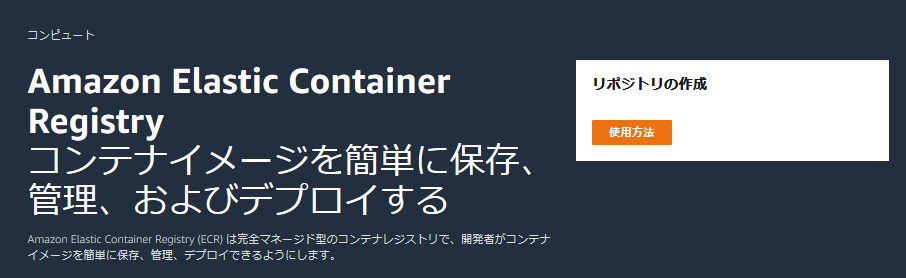 コンピュート
Amazon Elastic Container
Registry
コンテナイメージを簡単に保存、
管理、およびデプロイする
Amazon Elastic Container Registry (ECR) は完全マネージド型のコンテナレジストリで、開発者がコンテナ
イメージを簡単に保存、管理、デプロイできるようにします。
リポジトリの作成
使用方法